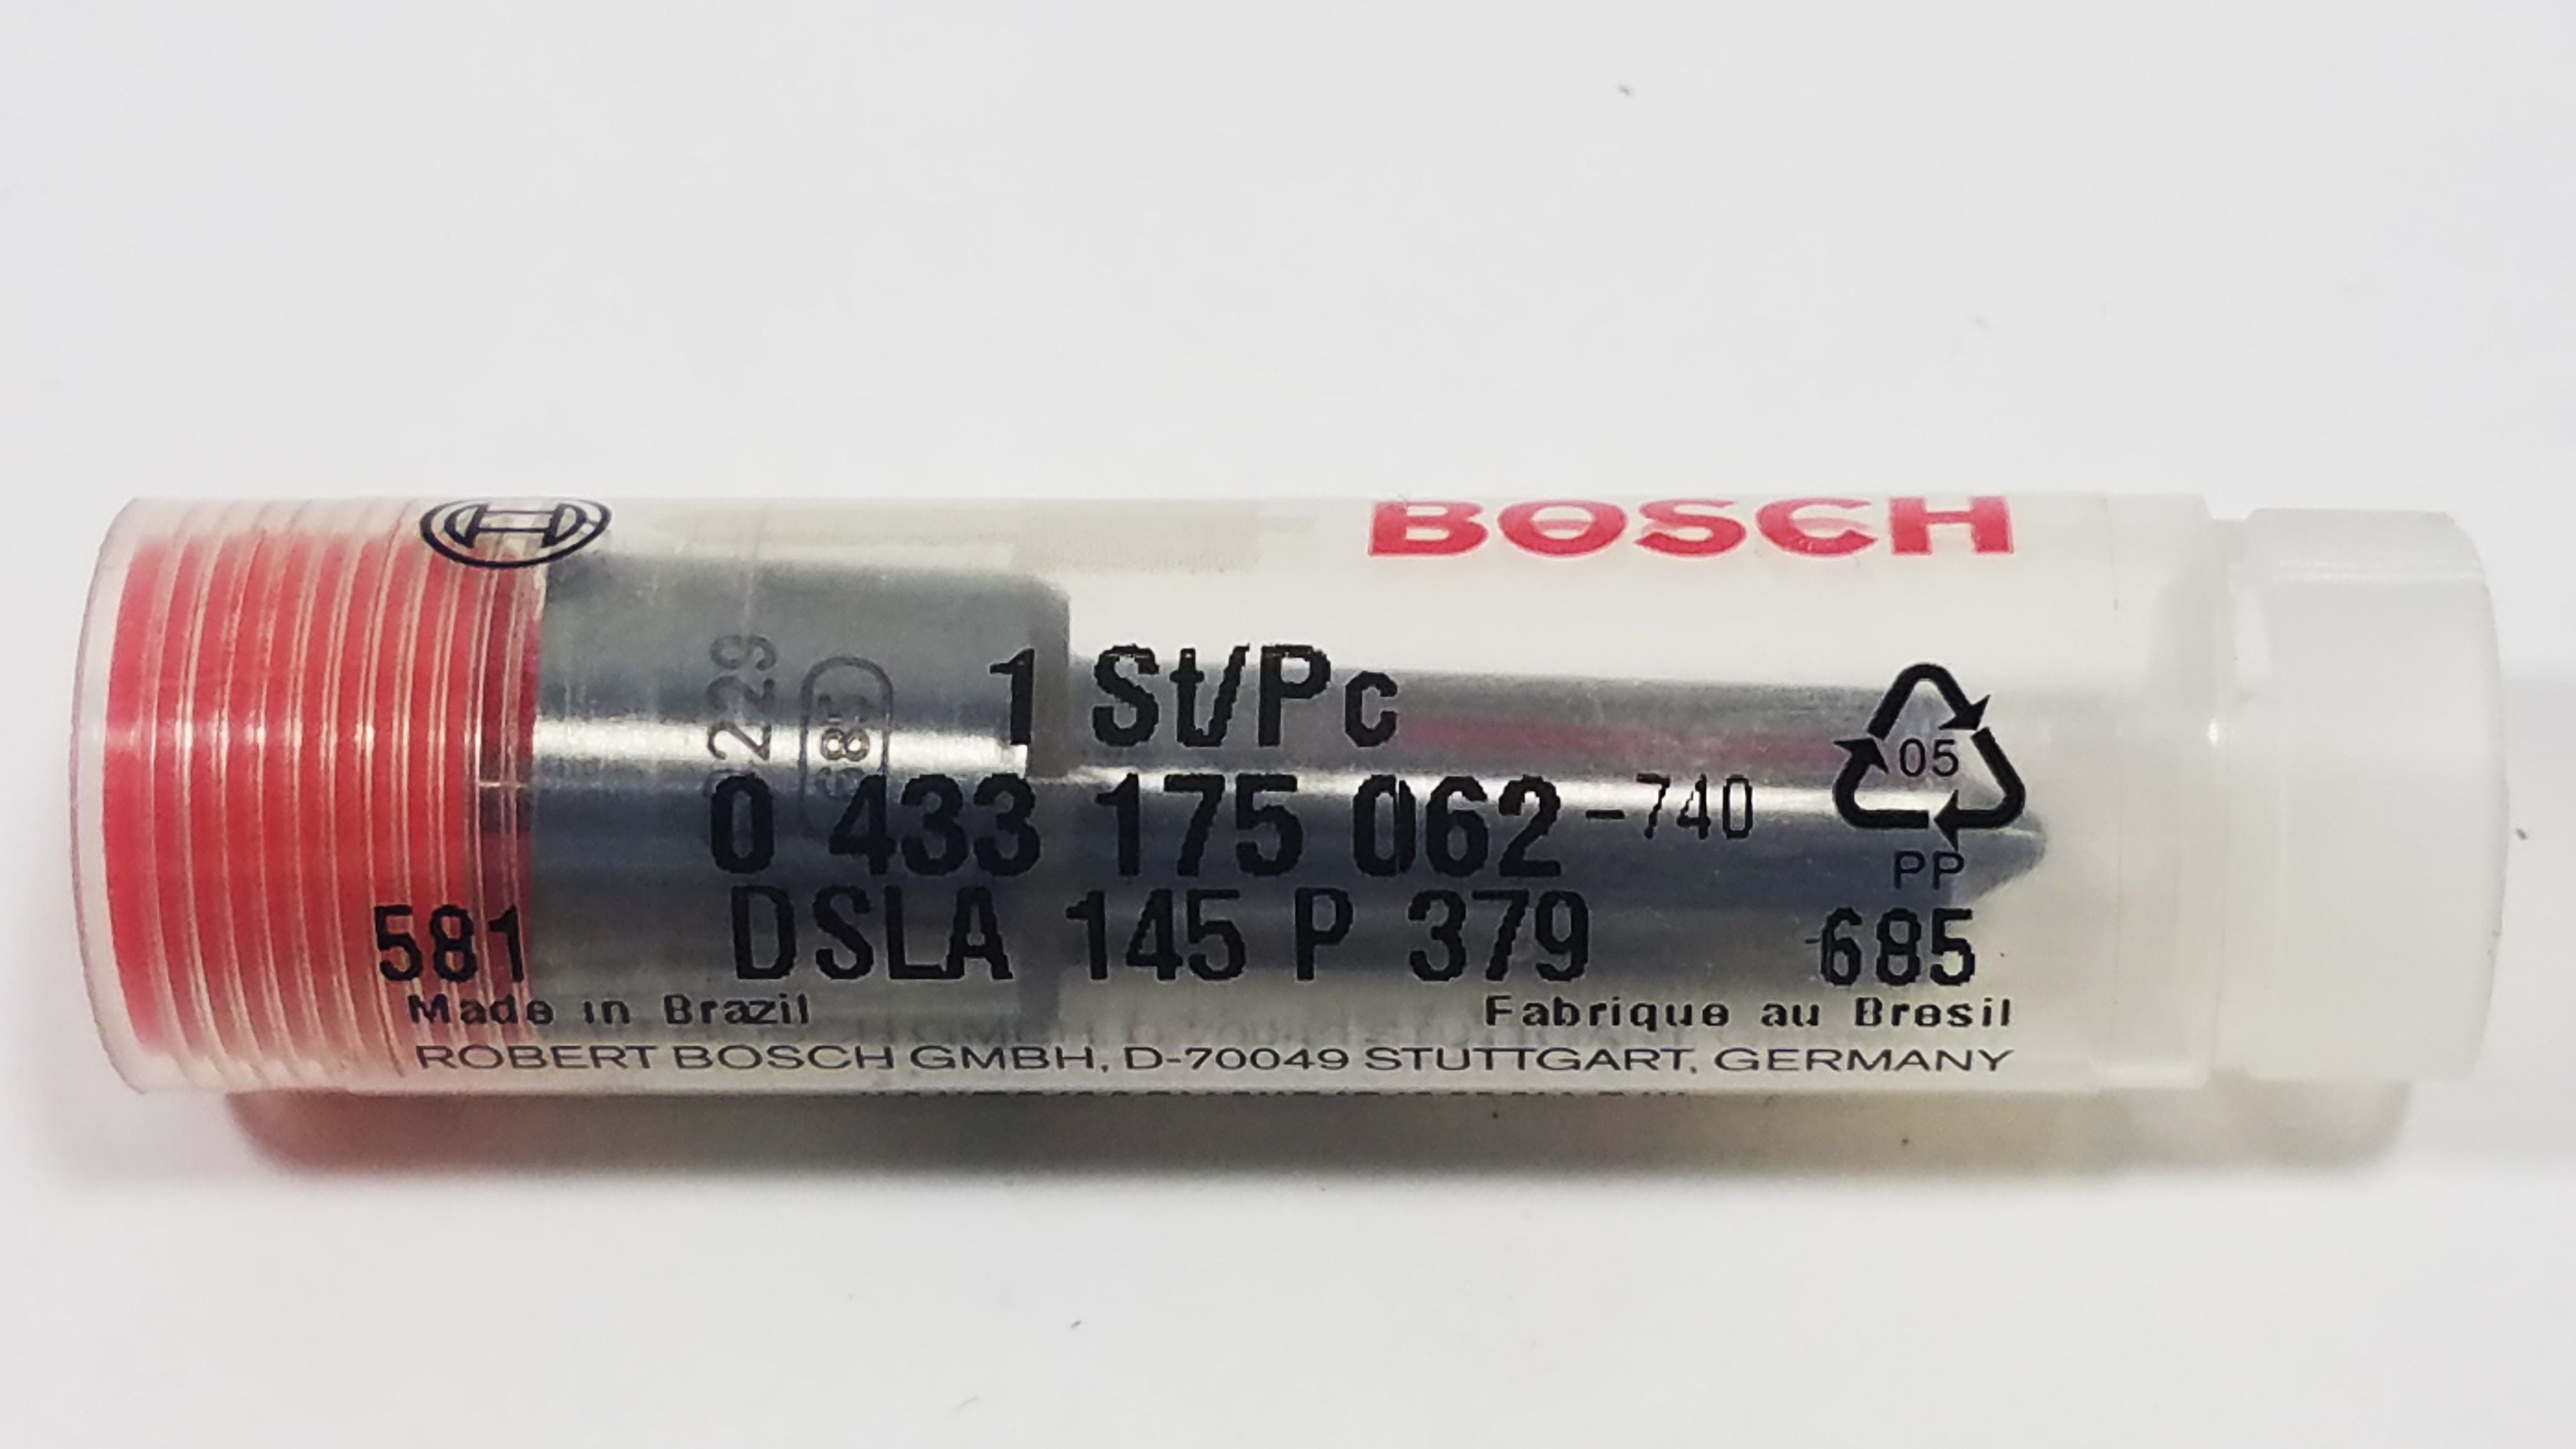 BOSCH
1 St/Pc
0 433 175 062-740
05
PP
581 DSLA 145 P 379 685
Made in Brazil Fabrique au Bresil
ROBERT BOSCH GMBH, D-70049 STUTTGART, GERMANY